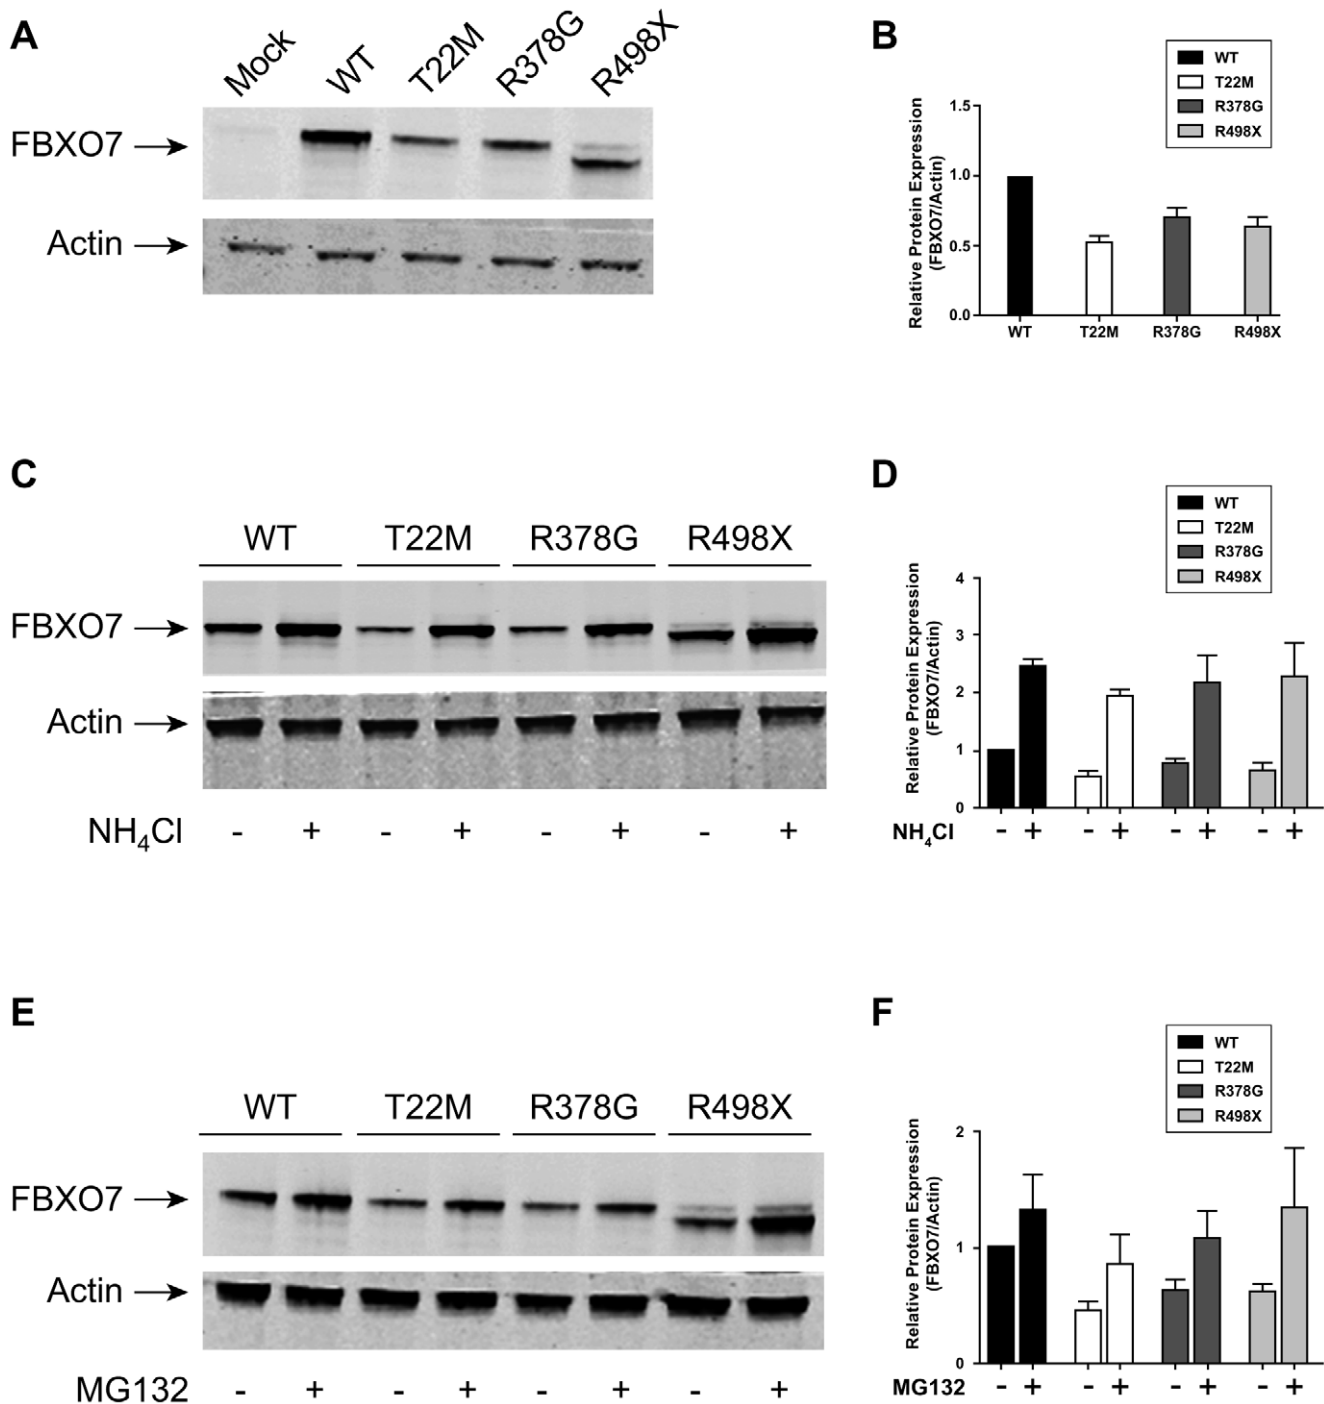 A
Mock WT T22M R378G R498X
FBXO7
Actin
B
WT
T22M
R378G
R498X
Relative Protein Expression
(FBXO7/Actin)
1.5
1.0
0.5
0.0
WT T22M R378G R498X
C
WT T22M R378G R498X
FBXO7
Actin
NH4Cl - + - + - + - +
D
WT
T22M
R378G
R498X
Relative Protein Expression
(FBXO7/Actin)
4
3
2
1
0
NH4Cl - + - + - + - +
E
WT T22M R378G R498X
FBXO7
Actin
MG132 - + - + - + - +
F
WT
T22M
R378G
R498X
Relative Protein Expression
(FBXO7/Actin)
2
1
0
MG132 - + - + - + - +